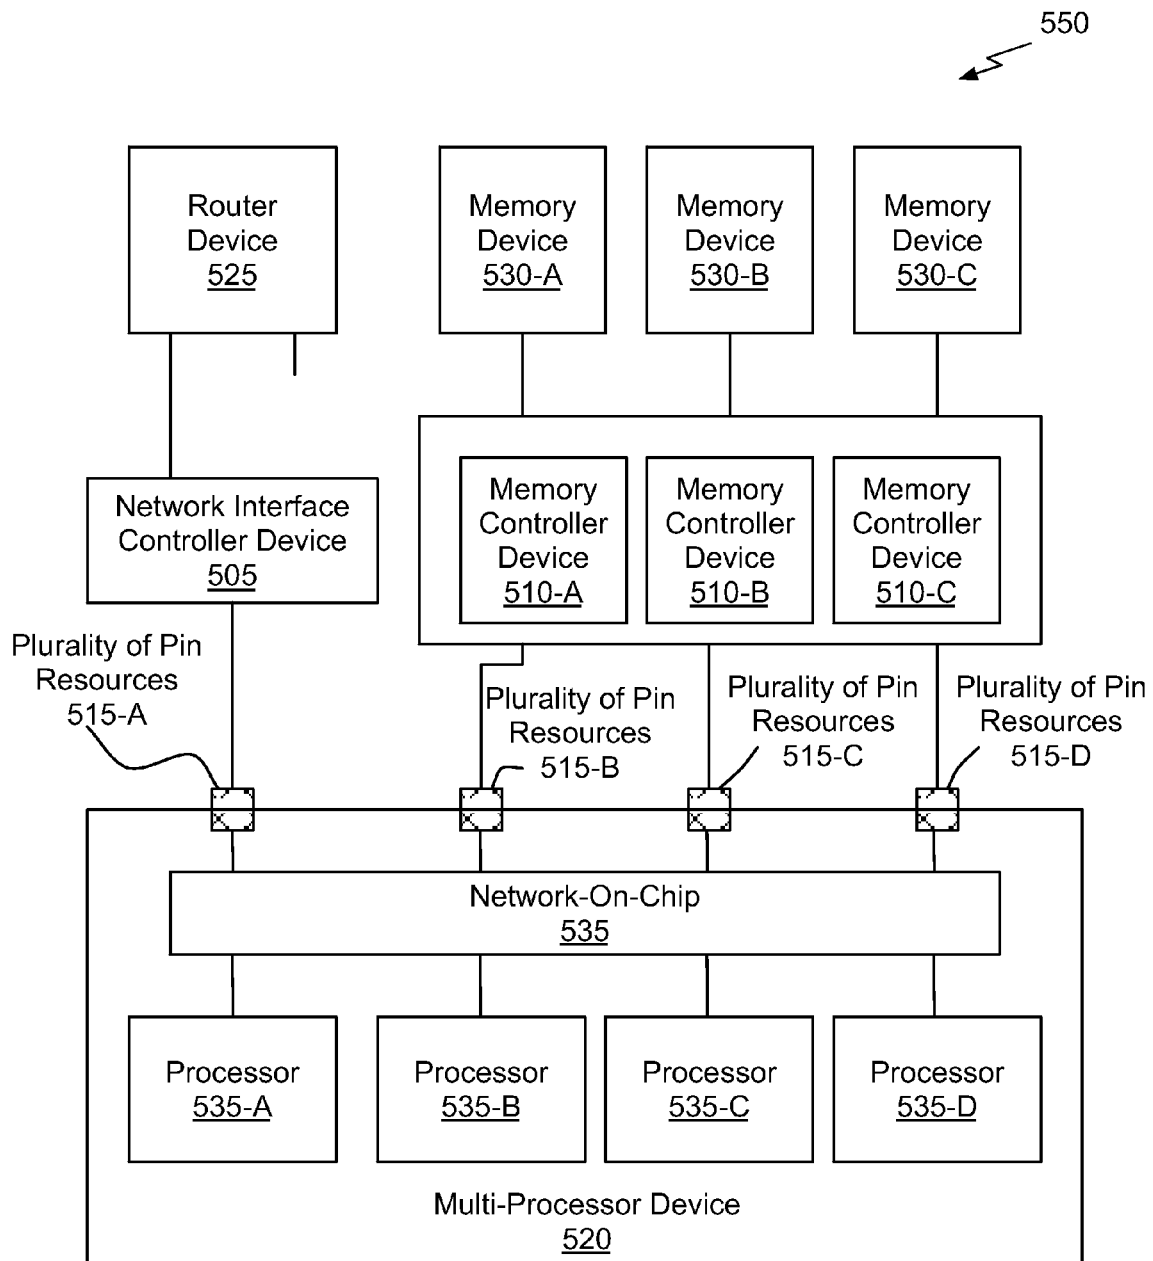 550
Router
Device
525
Memory
Device
530-A
Memory
Device
530-B
Memory
Device
530-C
Network Interface
Controller Device
505
Memory
Controller
Device
510-A
Memory
Controller
Device
510-B
Memory
Controller
Device
510-C
Plurality of Pin
Resources
515-A
Plurality of Pin
Resources
515-B
Plurality of Pin
Resources
515-C
Plurality of Pin
Resources
515-D
Network-On-Chip
535
Processor
535-A
Processor
535-B
Processor
535-C
Processor
535-D
Multi-Processor Device
520